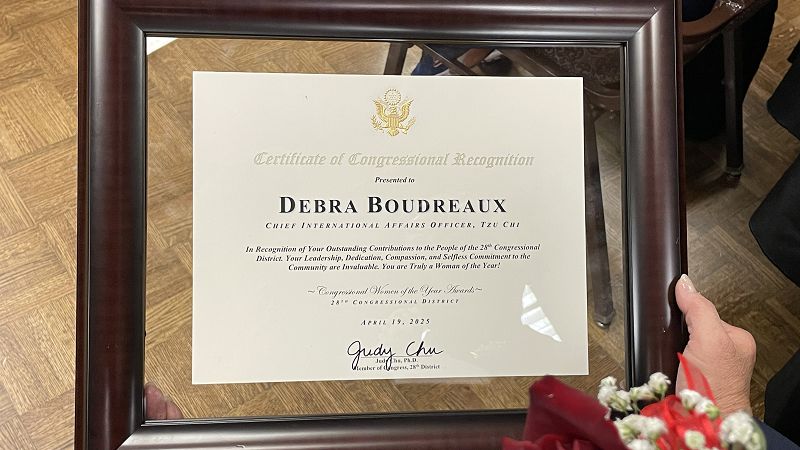 Certificate of Congressional Recognition
Presented to
DEBRA BOUDREAUX
CHIEF INTERNATIONAL AFFAIRS OFFICER, TZU CHI
In Recognition of Your Outstanding Contributions to the People of the 28th Congressional
District. Your Leadership, Dedication, Compassion, and Selfless Commitment to the
Community are Invaluable. You are Truly a Woman of the Year!
~Congressional Women of the Year Awards~
28TH CONGRESSIONAL DISTRICT
APRIL 19, 2025
Judy Chu
Judy Chu, Ph.D.
Member of Congress, 28th District